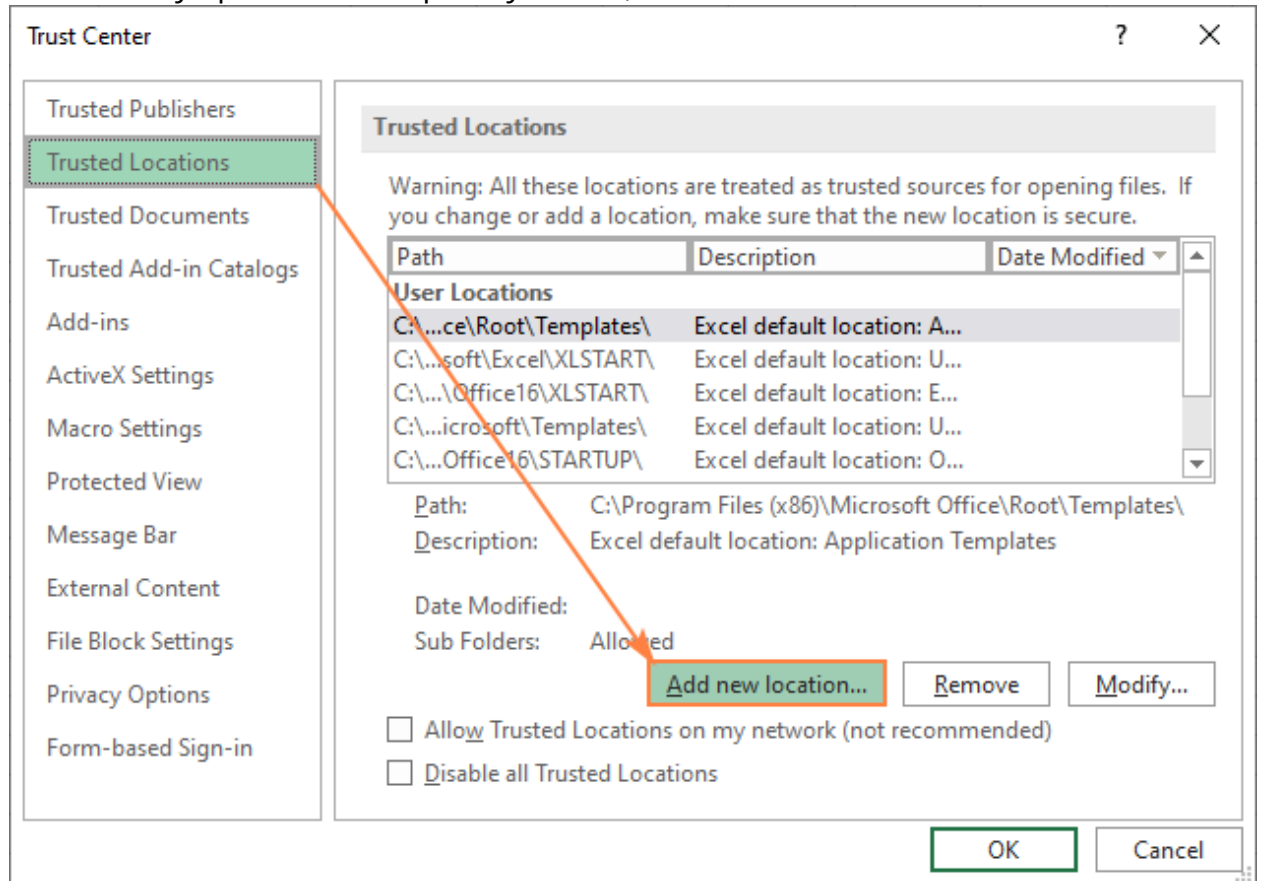 Trust Center ? ×
Trusted Publishers
Trusted Locations
Trusted Documents
Trusted Add-in Catalogs
Add-ins
ActiveX Settings
Macro Settings
Protected View
Message Bar
External Content
File Block Settings
Privacy Options
Form-based Sign-in
Trusted Locations
Warning: All these locations are treated as trusted sources for opening files. If
you change or add a location, make sure that the new location is secure.
Path Description Date Modified
User Locations
C:\...ce\Root\Templates\ Excel default location: A...
C:\...soft\Excel\XLSTART\ Excel default location: U...
C:\...\Office16\XLSTART\ Excel default location: E...
C:\...icrosoft\Templates\ Excel default location: U...
C:\...Office16\STARTUP\ Excel default location: O...
Path: C:\Program Files (x86)\Microsoft Office\Root\Templates\
Description: Excel default location: Application Templates
Date Modified:
Sub Folders: Allowed
Add new location... Remove Modify...
Allow Trusted Locations on my network (not recommended)
Disable all Trusted Locations
OK Cancel